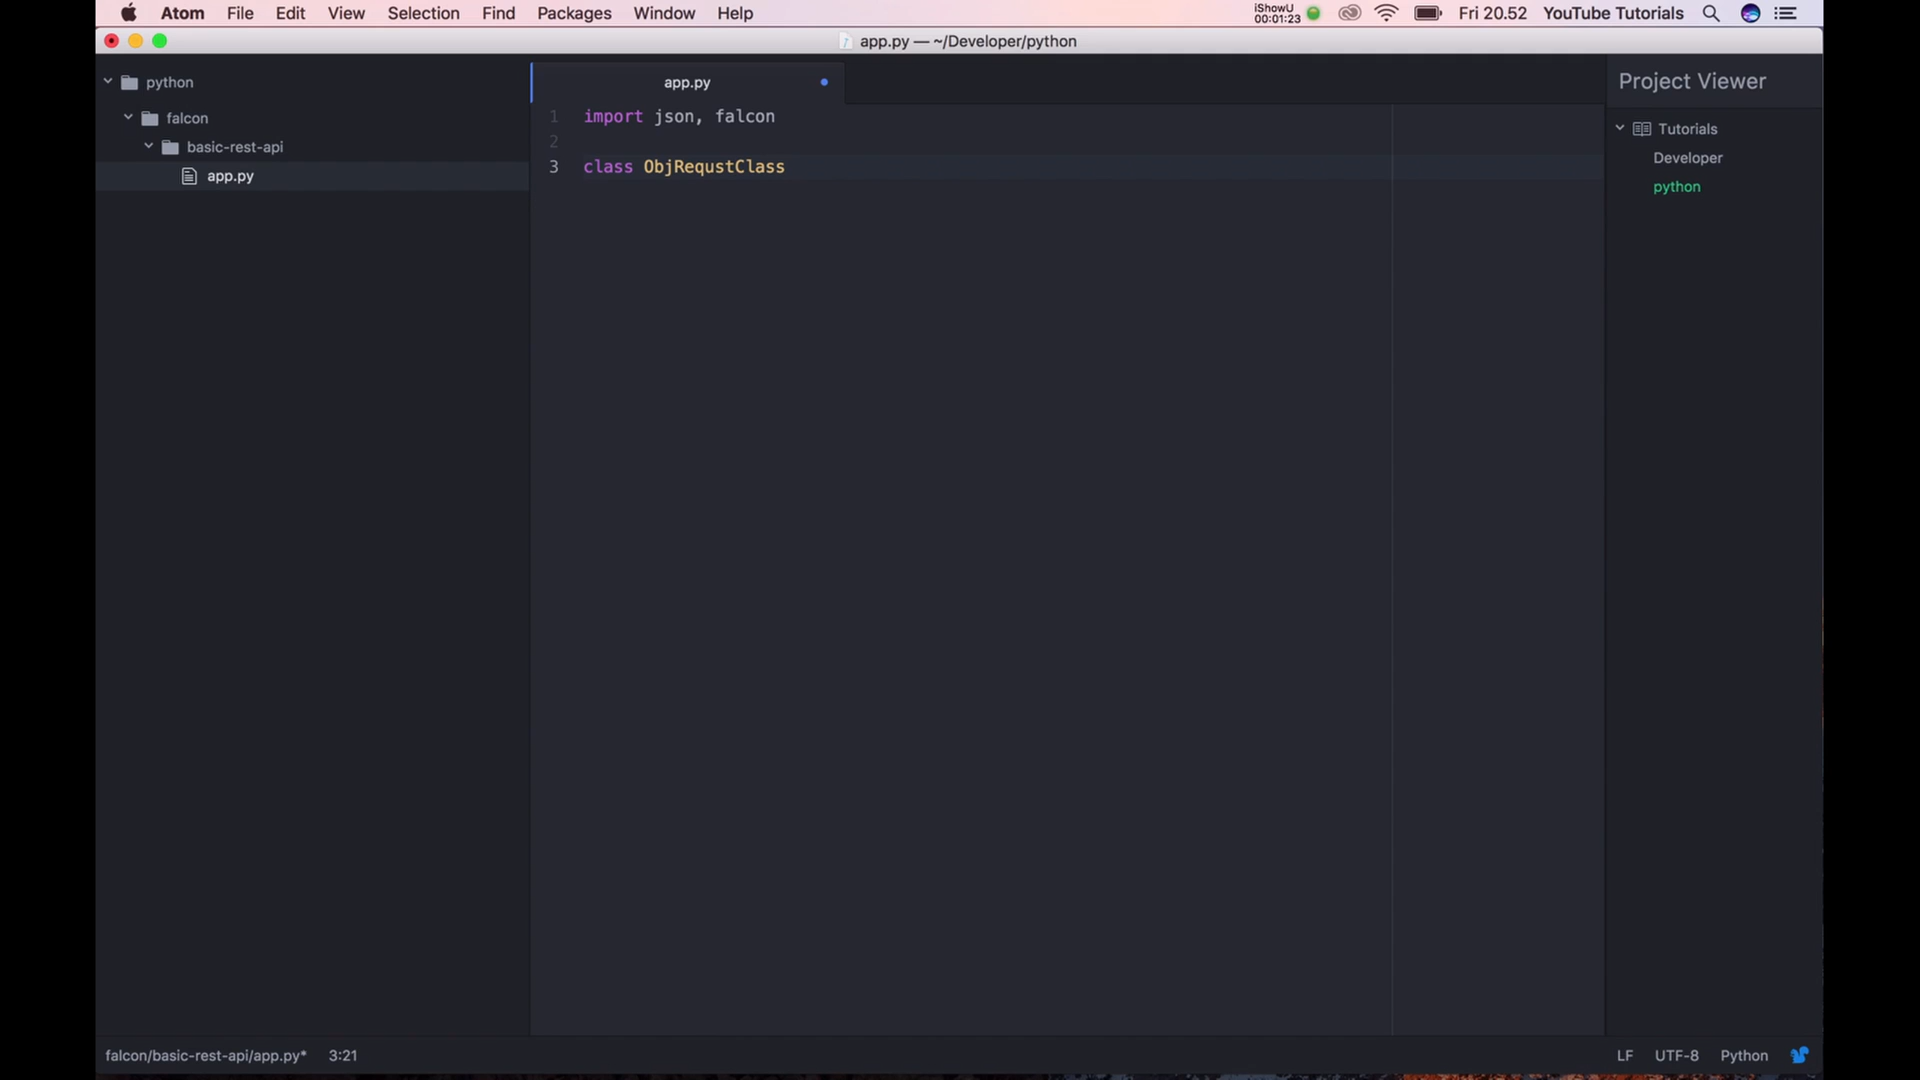 Atom File Edit View Selection Find Packages Window Help iShowU 00:01:23 Fri 20.52 YouTube Tutorials
app.py — ~/Developer/python
python
falcon
basic-rest-api
app.py
app.py
1 import json, falcon
2
3 class ObjRequstClass
Project Viewer
Tutorials
Developer
python
falcon/basic-rest-api/app.py* 3:21 LF UTF-8 Python